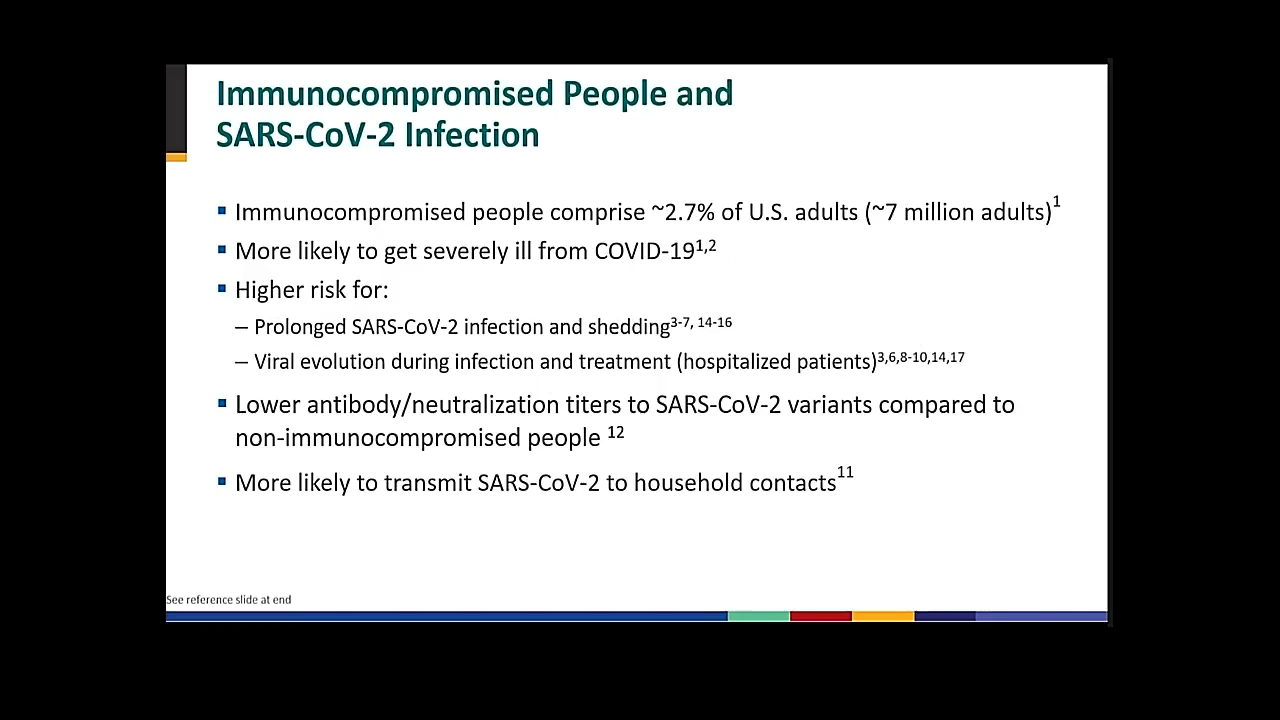 Immunocompromised People and
SARS-CoV-2 Infection
▪ Immunocompromised people comprise ~2.7% of U.S. adults (~7 million adults)1
▪ More likely to get severely ill from COVID-191,2
▪ Higher risk for:
– Prolonged SARS-CoV-2 infection and shedding3-7, 14-16
– Viral evolution during infection and treatment (hospitalized patients)3,6,8-10,14,17
▪ Lower antibody/neutralization titers to SARS-CoV-2 variants compared to
non-immunocompromised people 12
▪ More likely to transmit SARS-CoV-2 to household contacts11
See reference slide at end